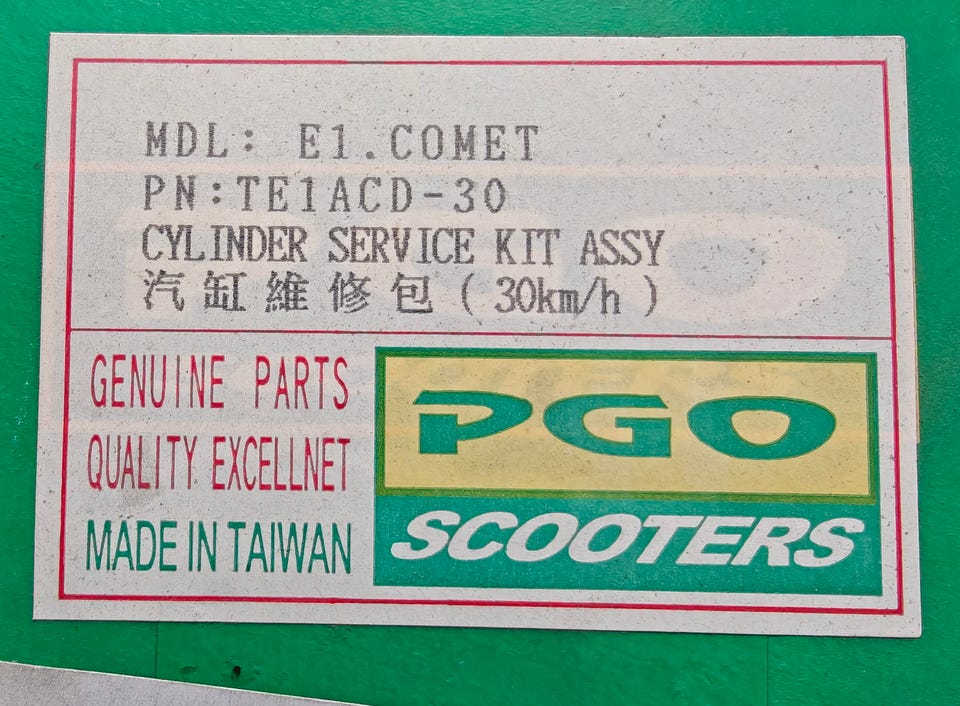 MDL: E1.COMET
PN:TE1ACD-30
CYLINDER SERVICE KIT ASSY
汽缸維修包(30km/h)
GENUINE PARTS
QUALITY EXCELLNET
MADE IN TAIWAN
PGO
SCOOTERS